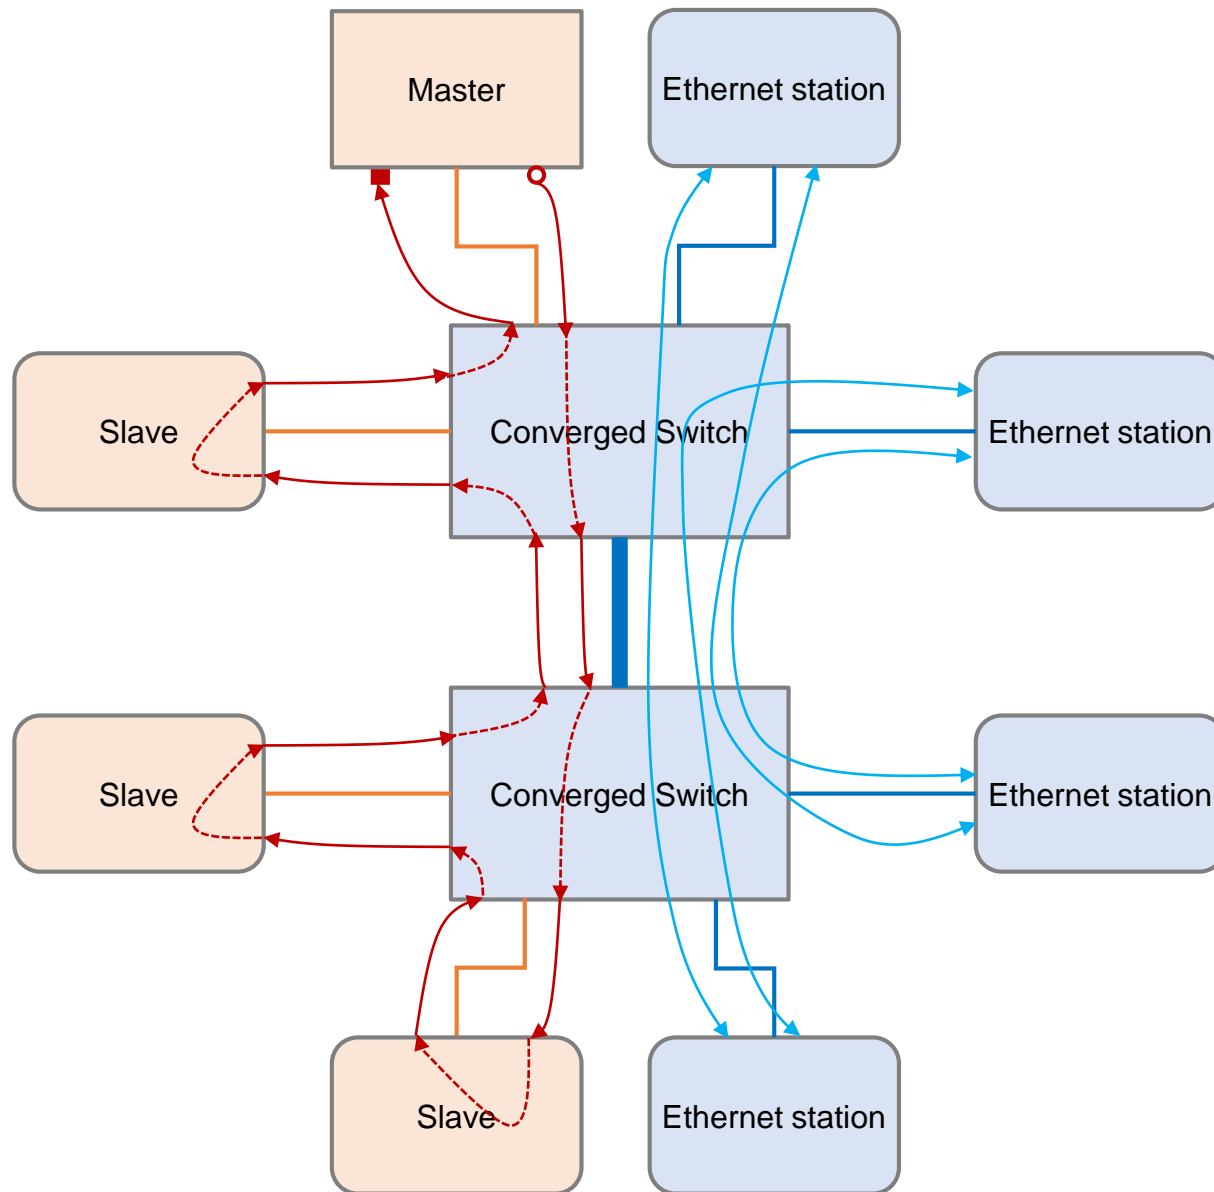 Master
Ethernet station
Slave
Converged Switch
Ethernet station
Slave
Converged Switch
Ethernet station
Slave
Ethernet station